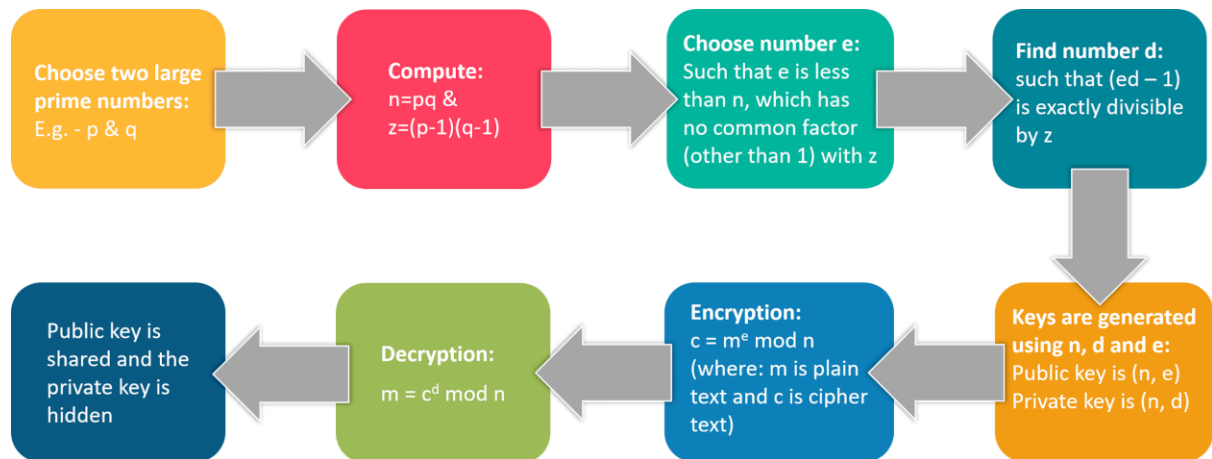 Choose two large
prime numbers:
E.g. - p & q
Compute:
n=pq &
z=(p-1)(q-1)
Choose number e:
Such that e is less
than n, which has
no common factor
(other than 1) with z
Find number d:
such that (ed – 1)
is exactly divisible
by z
Keys are generated
using n, d and e:
Public key is (n, e)
Private key is (n, d)
Encryption:
c = mᵉ mod n
(where: m is plain
text and c is cipher
text)
Decryption:
m = cᵈ mod n
Public key is
shared and the
private key is
hidden